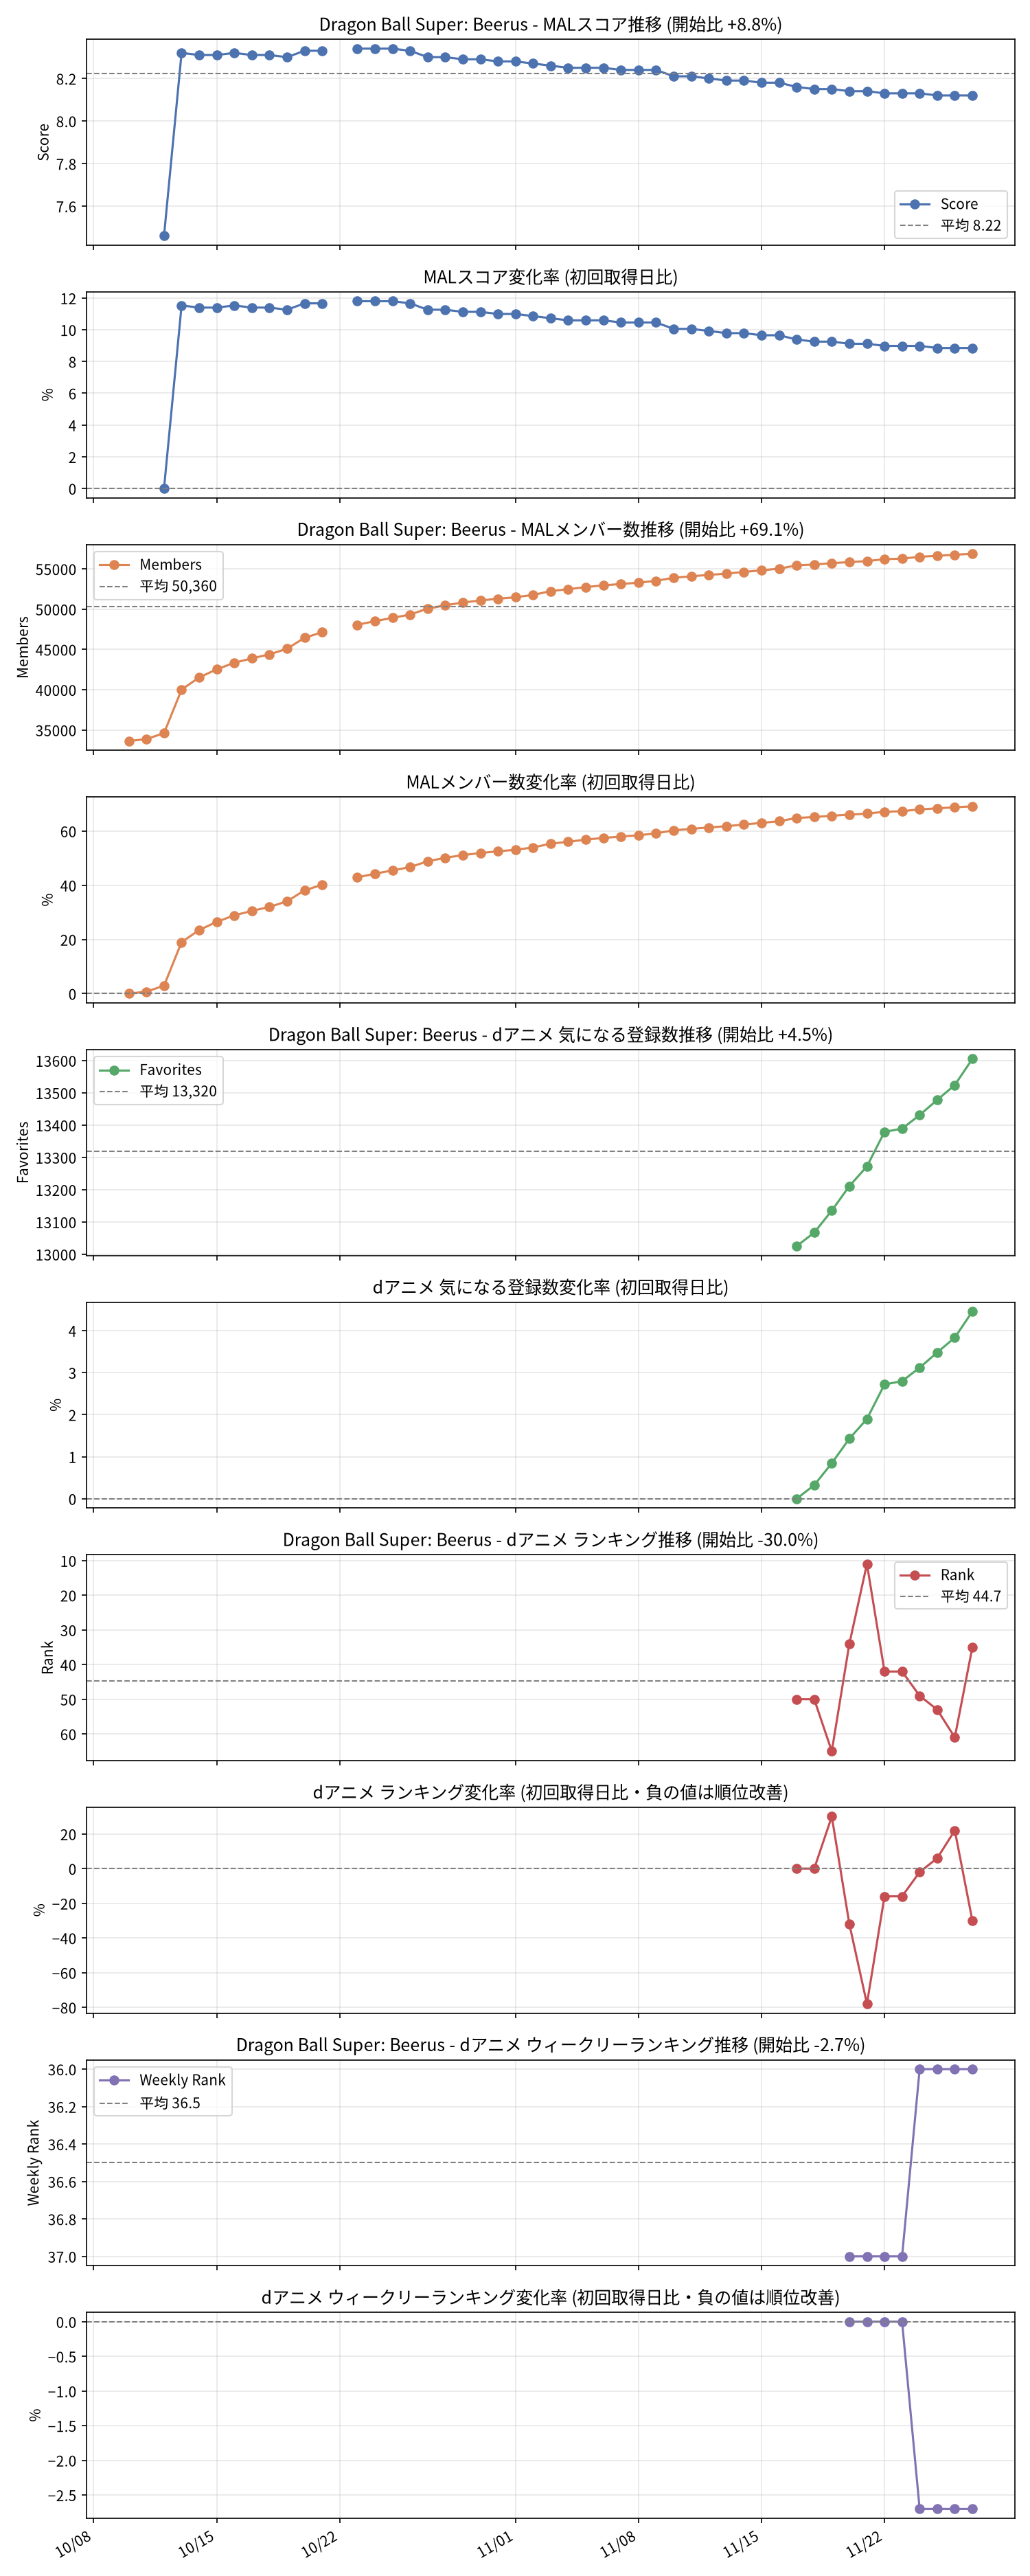 Dragon Ball Super: Beerus - MALスコア推移 (開始比 +8.8%)
8.2
8.0
7.8
7.6
Score
Score
平均 8.22
MALスコア変化率 (初回取得日比)
12
10
8
6
4
2
0
%
Dragon Ball Super: Beerus - MALメンバー数推移 (開始比 +69.1%)
Members
平均 50,360
55000
50000
45000
40000
35000
Members
MALメンバー数変化率 (初回取得日比)
60
40
20
0
%
Dragon Ball Super: Beerus - dアニメ 気になる登録数推移 (開始比 +4.5%)
Favorites
平均 13,320
13600
13500
13400
13300
13200
13100
13000
Favorites
dアニメ 気になる登録数変化率 (初回取得日比)
4
3
2
1
0
%
Dragon Ball Super: Beerus - dアニメ ランキング推移 (開始比 -30.0%)
Rank
平均 44.7
10
20
30
40
50
60
Rank
dアニメ ランキング変化率 (初回取得日比・負の値は順位改善)
20
0
−20
−40
−60
−80
%
Dragon Ball Super: Beerus - dアニメ ウィークリーランキング推移 (開始比 -2.7%)
Weekly Rank
平均 36.5
36.0
36.2
36.4
36.6
36.8
37.0
Weekly Rank
dアニメ ウィークリーランキング変化率 (初回取得日比・負の値は順位改善)
0.0
−0.5
−1.0
−1.5
−2.0
−2.5
%
10/08
10/15
10/22
11/01
11/08
11/15
11/22